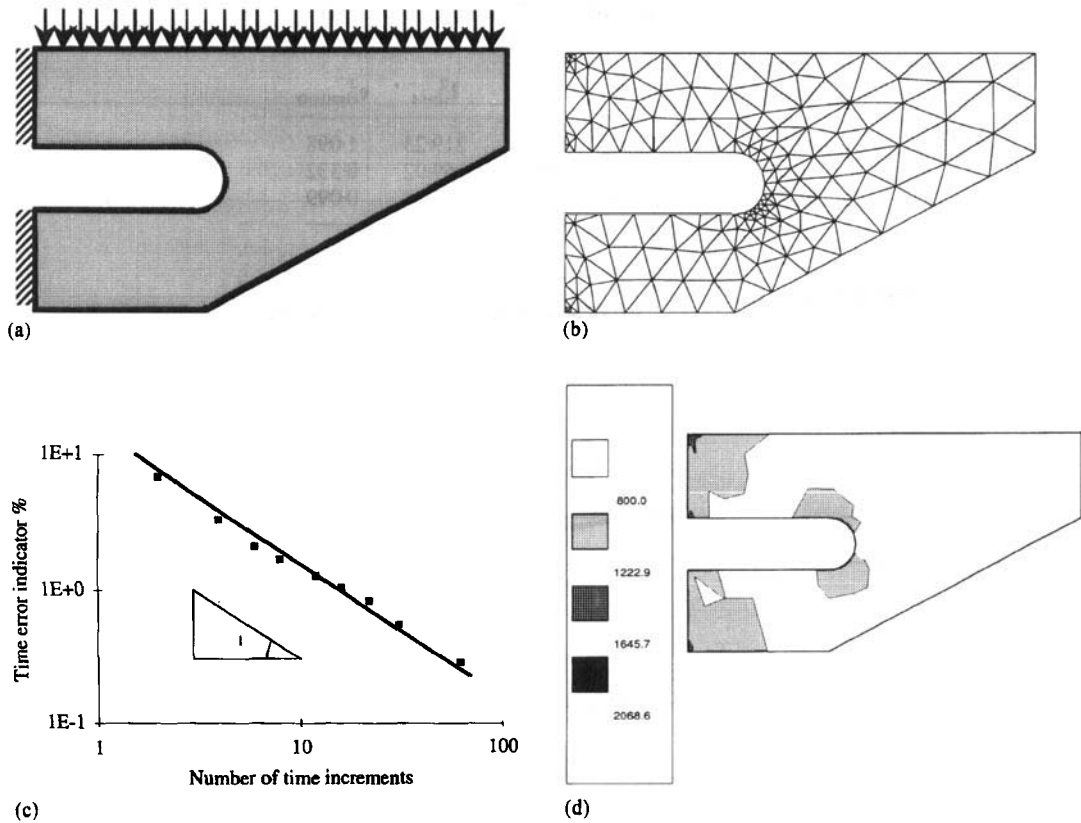 (a)
(b)
Time error indicator %
1E+1
1E+0
1E-1
1
1
10
100
Number of time increments
(c)
800.0
1222.9
1645.7
2068.6
(d)